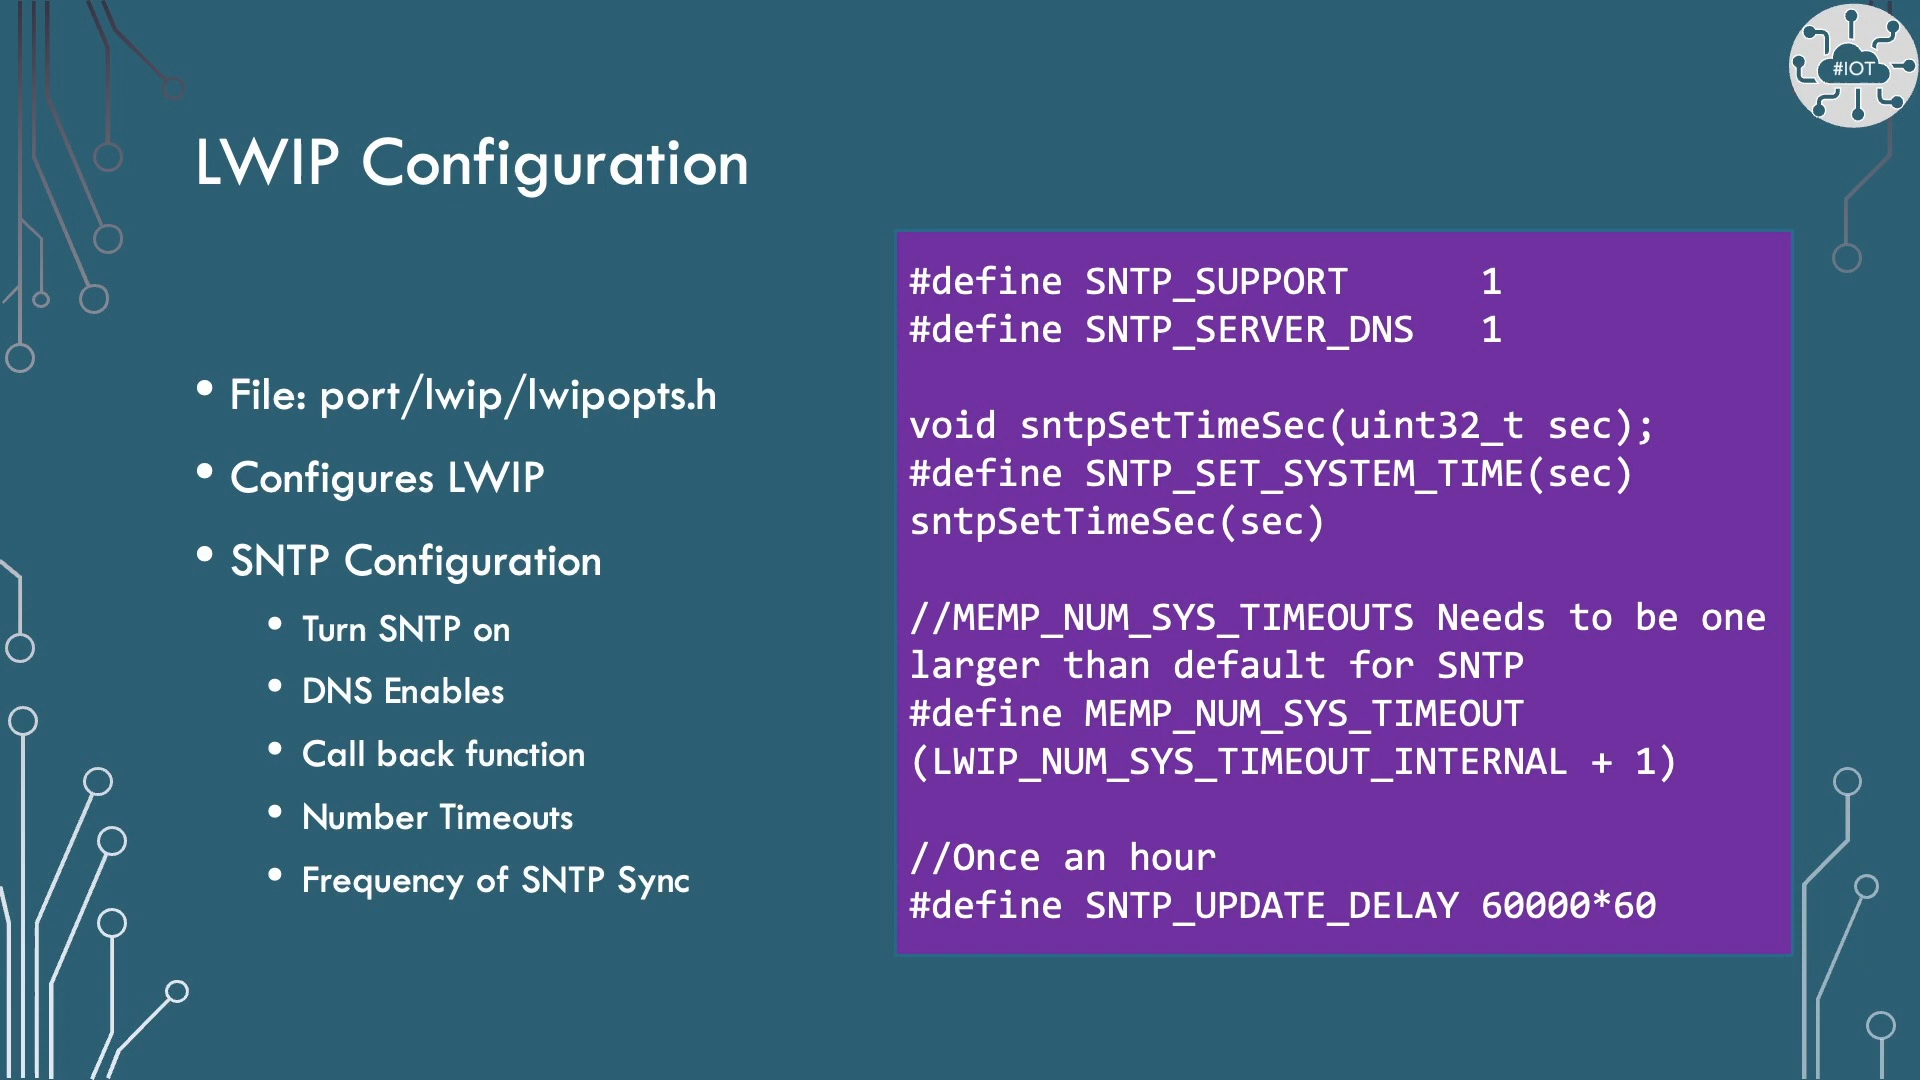 #IOT
LWIP Configuration
• File: port/lwip/lwipopts.h
• Configures LWIP
• SNTP Configuration
• Turn SNTP on
• DNS Enables
• Call back function
• Number Timeouts
• Frequency of SNTP Sync
#define SNTP_SUPPORT      1
#define SNTP_SERVER_DNS   1
void sntpSetTimeSec(uint32_t sec);
#define SNTP_SET_SYSTEM_TIME(sec)
sntpSetTimeSec(sec)
//MEMP_NUM_SYS_TIMEOUTS Needs to be one
larger than default for SNTP
#define MEMP_NUM_SYS_TIMEOUT
(LWIP_NUM_SYS_TIMEOUT_INTERNAL + 1)
//Once an hour
#define SNTP_UPDATE_DELAY 60000*60